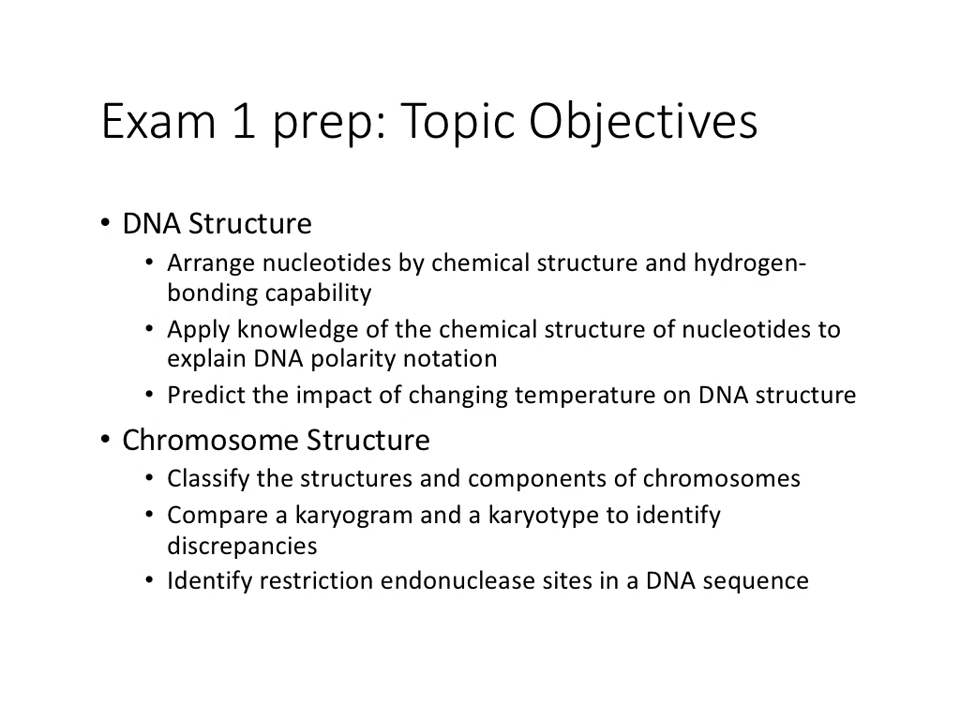 Exam 1 prep: Topic Objectives
• DNA Structure
• Arrange nucleotides by chemical structure and hydrogen-
bonding capability
• Apply knowledge of the chemical structure of nucleotides to
explain DNA polarity notation
• Predict the impact of changing temperature on DNA structure
• Chromosome Structure
• Classify the structures and components of chromosomes
• Compare a karyogram and a karyotype to identify
discrepancies
• Identify restriction endonuclease sites in a DNA sequence